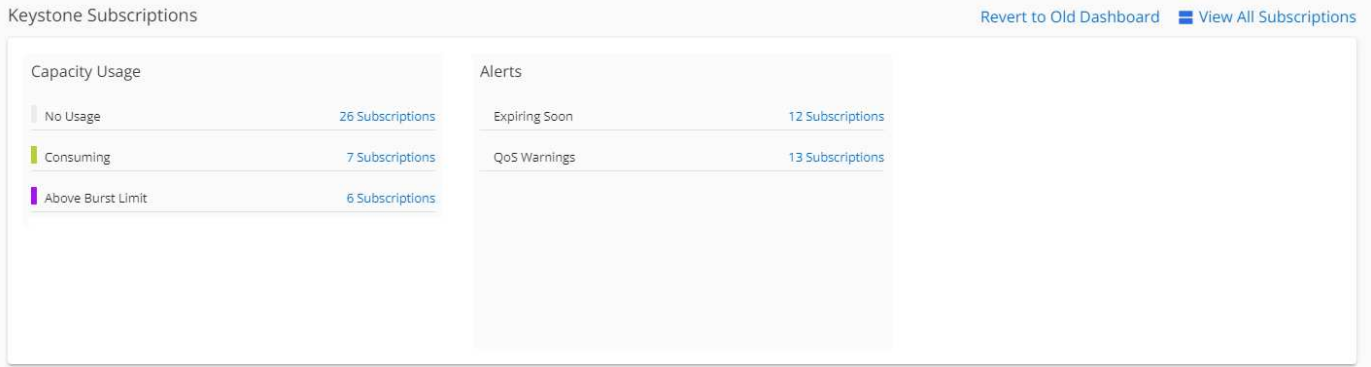 Keystone Subscriptions
Revert to Old Dashboard View All Subscriptions
Capacity Usage
No Usage 26 Subscriptions
Consuming 7 Subscriptions
Above Burst Limit 6 Subscriptions
Alerts
Expiring Soon 12 Subscriptions
QoS Warnings 13 Subscriptions